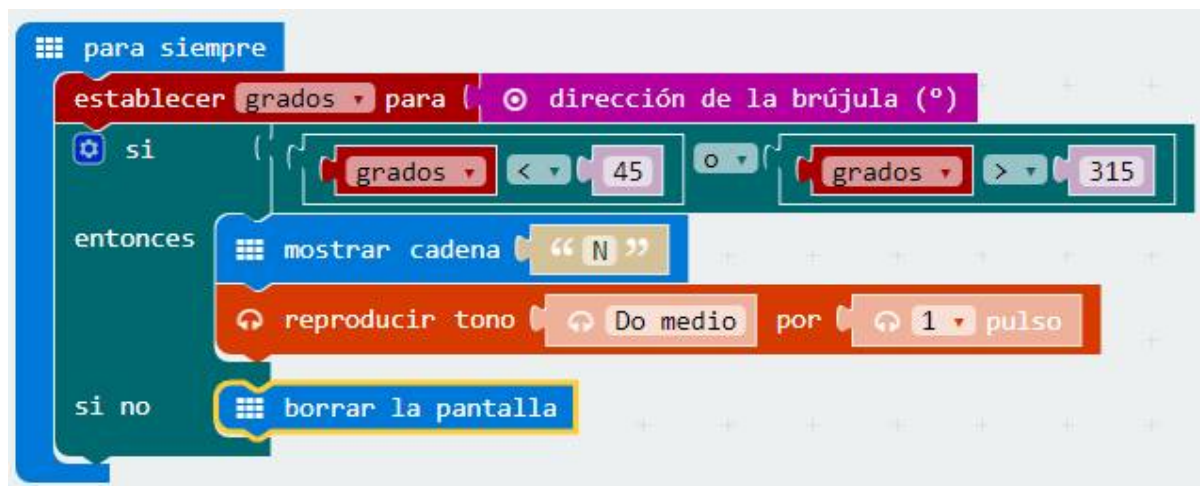 para siempre
establecer grados para dirección de la brújula (º)
si grados < 45 o grados > 315
entonces
mostrar cadena “ N ”
reproducir tono Do medio por 1 pulso
si no borrar la pantalla